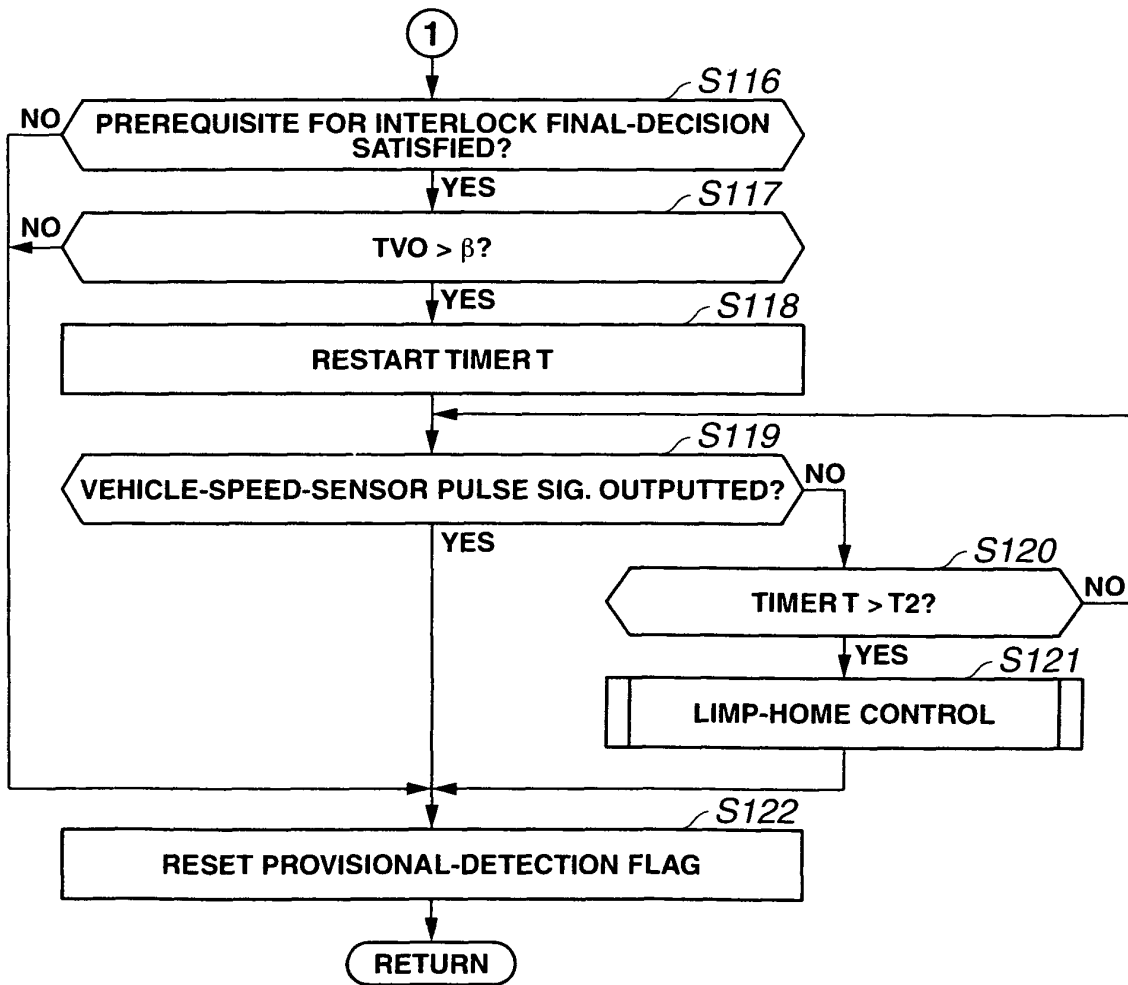 1
S116
NO
PREREQUISITE FOR INTERLOCK FINAL-DECISION
SATISFIED?
YES
S117
NO
TVO > β?
YES
S118
RESTART TIMER T
S119
VEHICLE-SPEED-SENSOR PULSE SIG. OUTPUTTED?
NO
YES
S120
TIMER T > T2?
NO
YES
S121
LIMP-HOME CONTROL
S122
RESET PROVISIONAL-DETECTION FLAG
RETURN